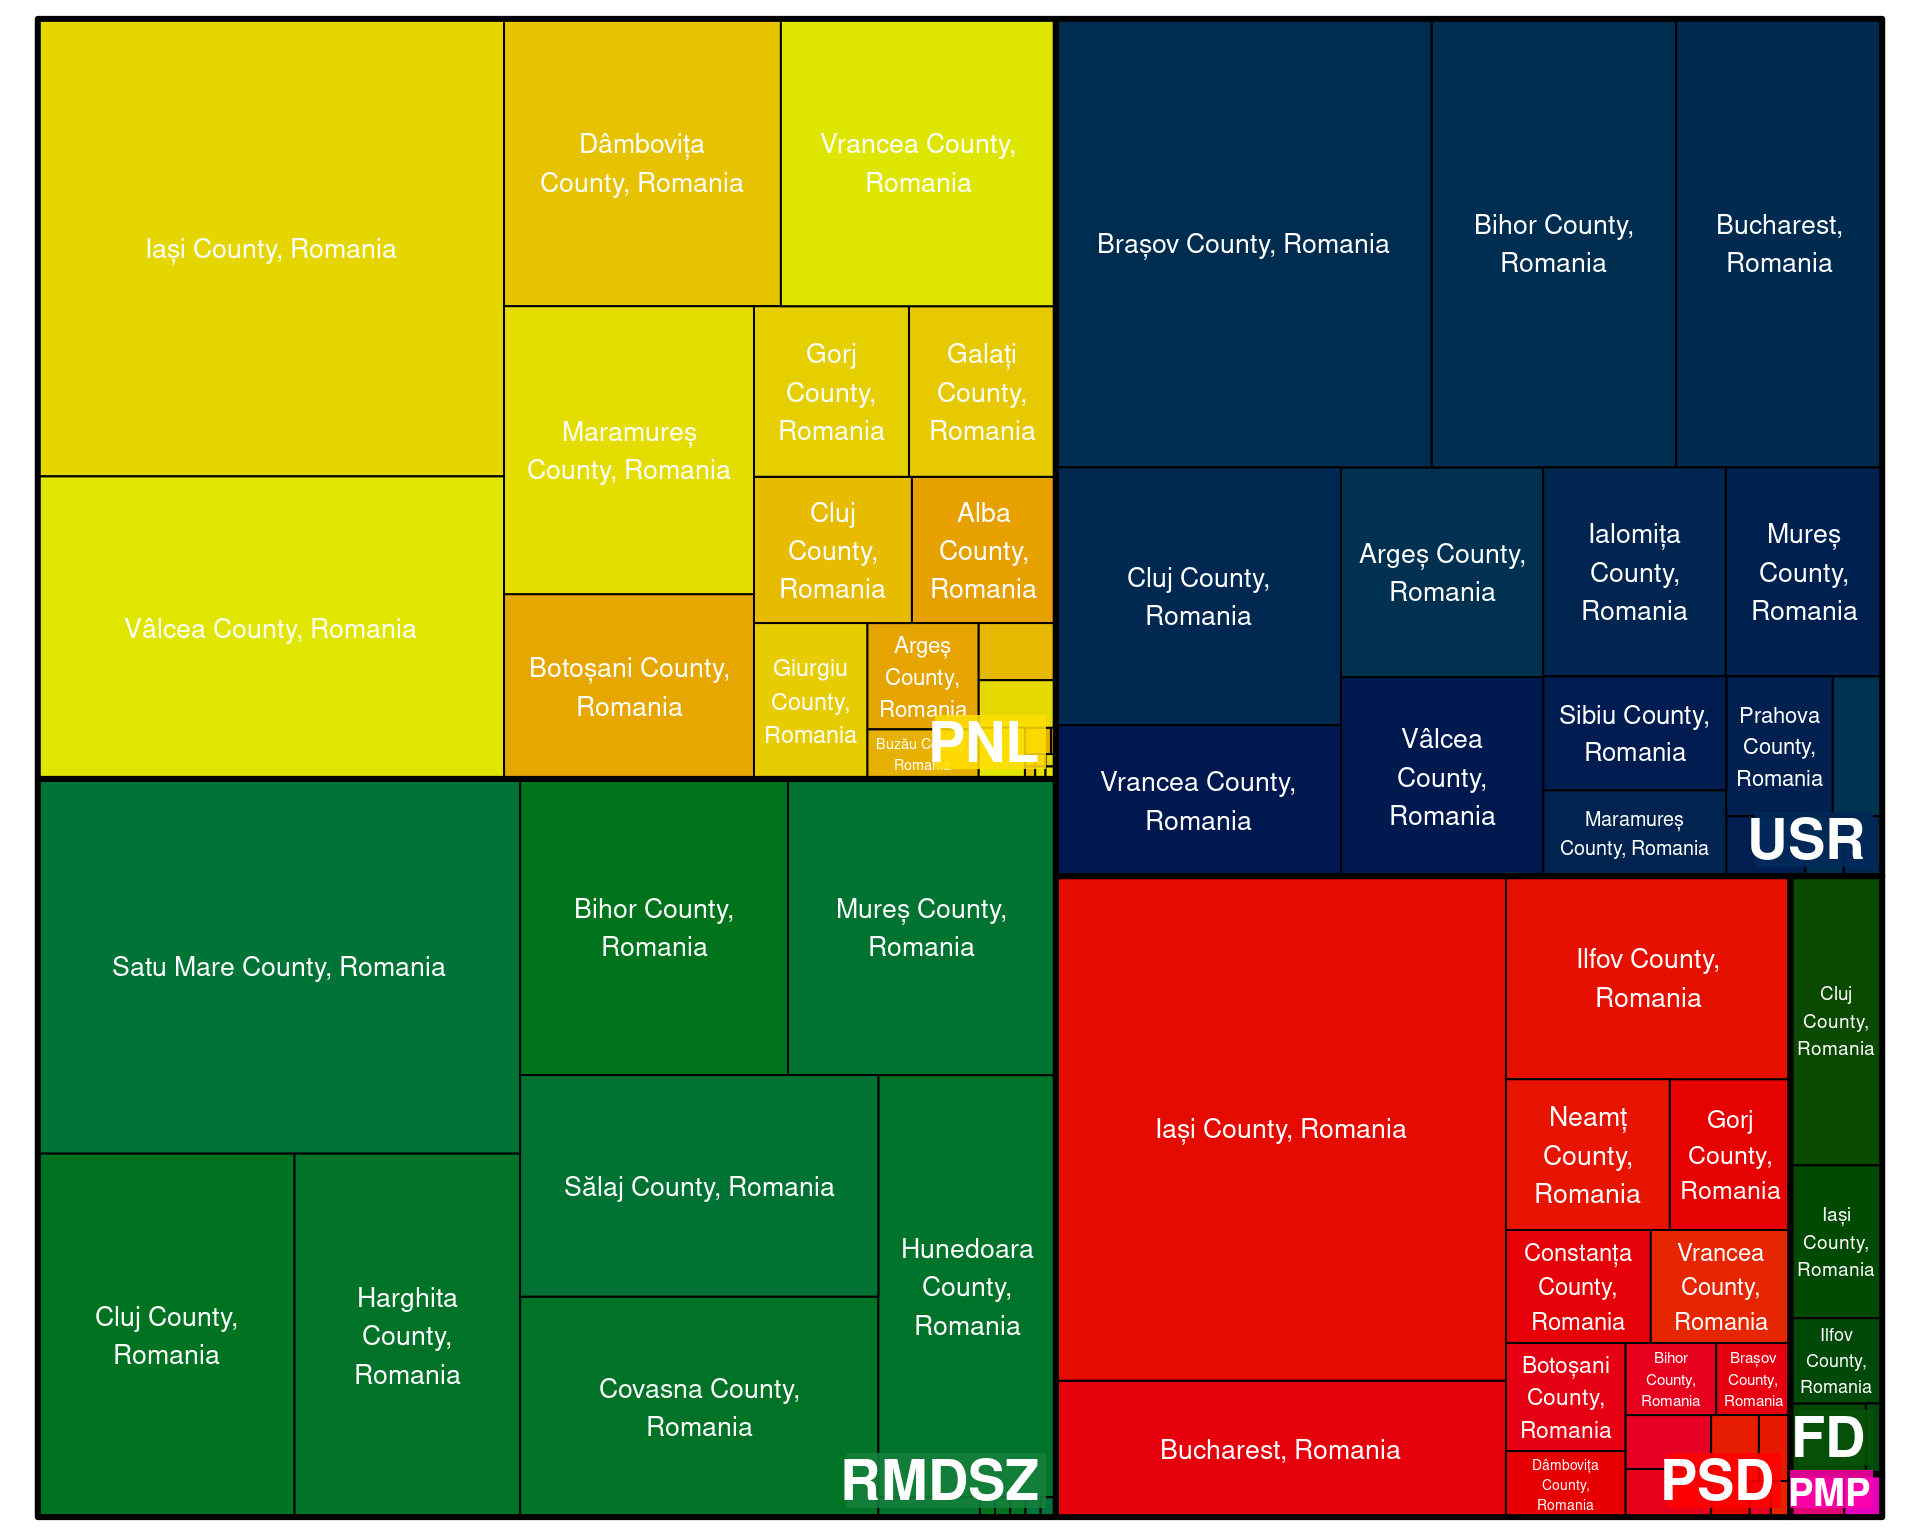 Iași County, Romania
Dâmbovița
County, Romania
Vrancea County,
Romania
Maramureș
County, Romania
Gorj
County,
Romania
Galați
County,
Romania
Cluj
County,
Romania
Alba
County,
Romania
Vâlcea County, Romania
Botoșani County,
Romania
Giurgiu
County,
Romania
Argeș
County,
Romania
Buzău
Romania
PNL
Brașov County, Romania
Bihor County,
Romania
Bucharest,
Romania
Cluj County,
Romania
Argeș County,
Romania
Ialomița
County,
Romania
Mureș
County,
Romania
Vrancea County,
Romania
Vâlcea
County,
Romania
Sibiu County,
Romania
Prahova
County,
Romania
Maramureș
County, Romania
USR
Satu Mare County, Romania
Bihor County,
Romania
Mureș County,
Romania
Sălaj County, Romania
Hunedoara
County,
Romania
Cluj County,
Romania
Harghita
County,
Romania
Covasna County,
Romania
RMDSZ
Iași County, Romania
Ilfov County,
Romania
Neamț
County,
Romania
Gorj
County,
Romania
Constanța
County,
Romania
Vrancea
County,
Romania
Botoșani
County,
Romania
Bihor
County,
Romania
Brașov
County,
Romania
Bucharest, Romania
Dâmbovița
County,
Romania
PSD
Cluj
County,
Romania
Iași
County,
Romania
Ilfov
County,
Romania
FD
PMP